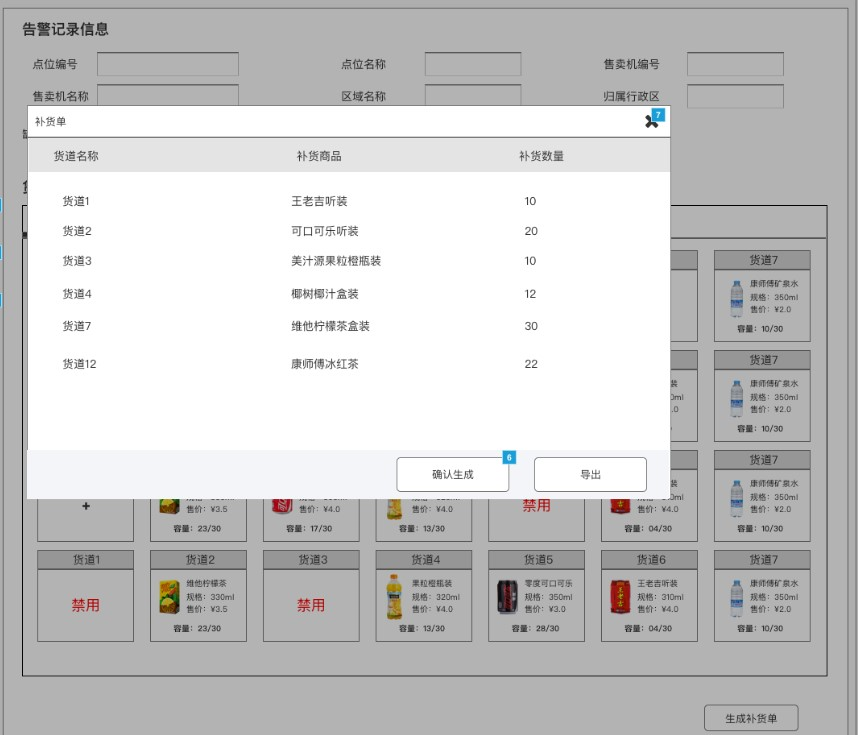 告警记录信息
点位编号 点位名称 售卖机编号
售卖机名称 区域名称 归属行政区
补货单 7
货道名称 补货商品 补货数量
货道1 王老吉听装 10
货道2 可口可乐听装 20
货道3 美汁源果粒橙瓶装 10
货道4 椰树椰汁盒装 12
货道7 维他柠檬茶盒装 30
货道12 康师傅冰红茶 22
确认生成 6 导出
货道7
康师傅矿泉水
规格：350ml
售价：¥2.0
容量：10/30
货道7
康师傅矿泉水
规格：350ml
售价：¥2.0
容量：10/30
货道7
康师傅矿泉水
规格：350ml
售价：¥2.0
容量：10/30
+
售价：¥3.5
容量：23/30
售价：¥4.0
容量：17/30
售价：¥4.0
容量：13/30
禁用
售价：¥4.0
容量：04/30
货道1 货道2 货道3 货道4 货道5 货道6 货道7
禁用
维他柠檬茶
规格：330ml
售价：¥3.5
容量：23/30
禁用
果粒橙瓶装
规格：320ml
售价：¥4.0
容量：13/30
零度可口可乐
规格：350ml
售价：¥3.0
容量：28/30
王老吉听装
规格：310ml
售价：¥4.0
容量：04/30
康师傅矿泉水
规格：350ml
售价：¥2.0
容量：10/30
生成补货单